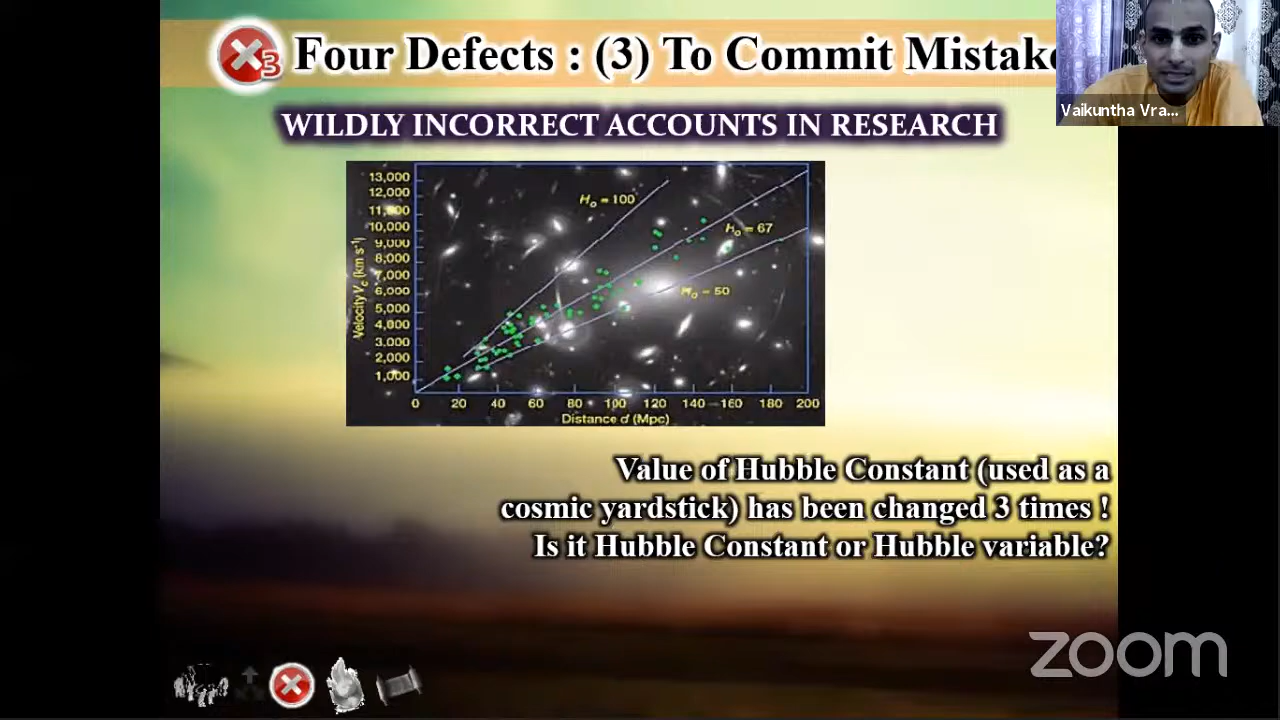 3
Four Defects : (3) To Commit Mistake
Vaikuntha Vra...
WILDLY INCORRECT ACCOUNTS IN RESEARCH
13,000
12,000
11,000
10,000
9,000
8,000
7,000
6,000
5,000
4,000
3,000
2,000
1,000
Velocity Vc (km s⁻¹)
Ho = 100
Ho = 67
Ho = 50
0 20 40 60 80 100 120 140 160 180 200
Distance d (Mpc)
Value of Hubble Constant (used as a
cosmic yardstick) has been changed 3 times !
Is it Hubble Constant or Hubble variable?
zoom